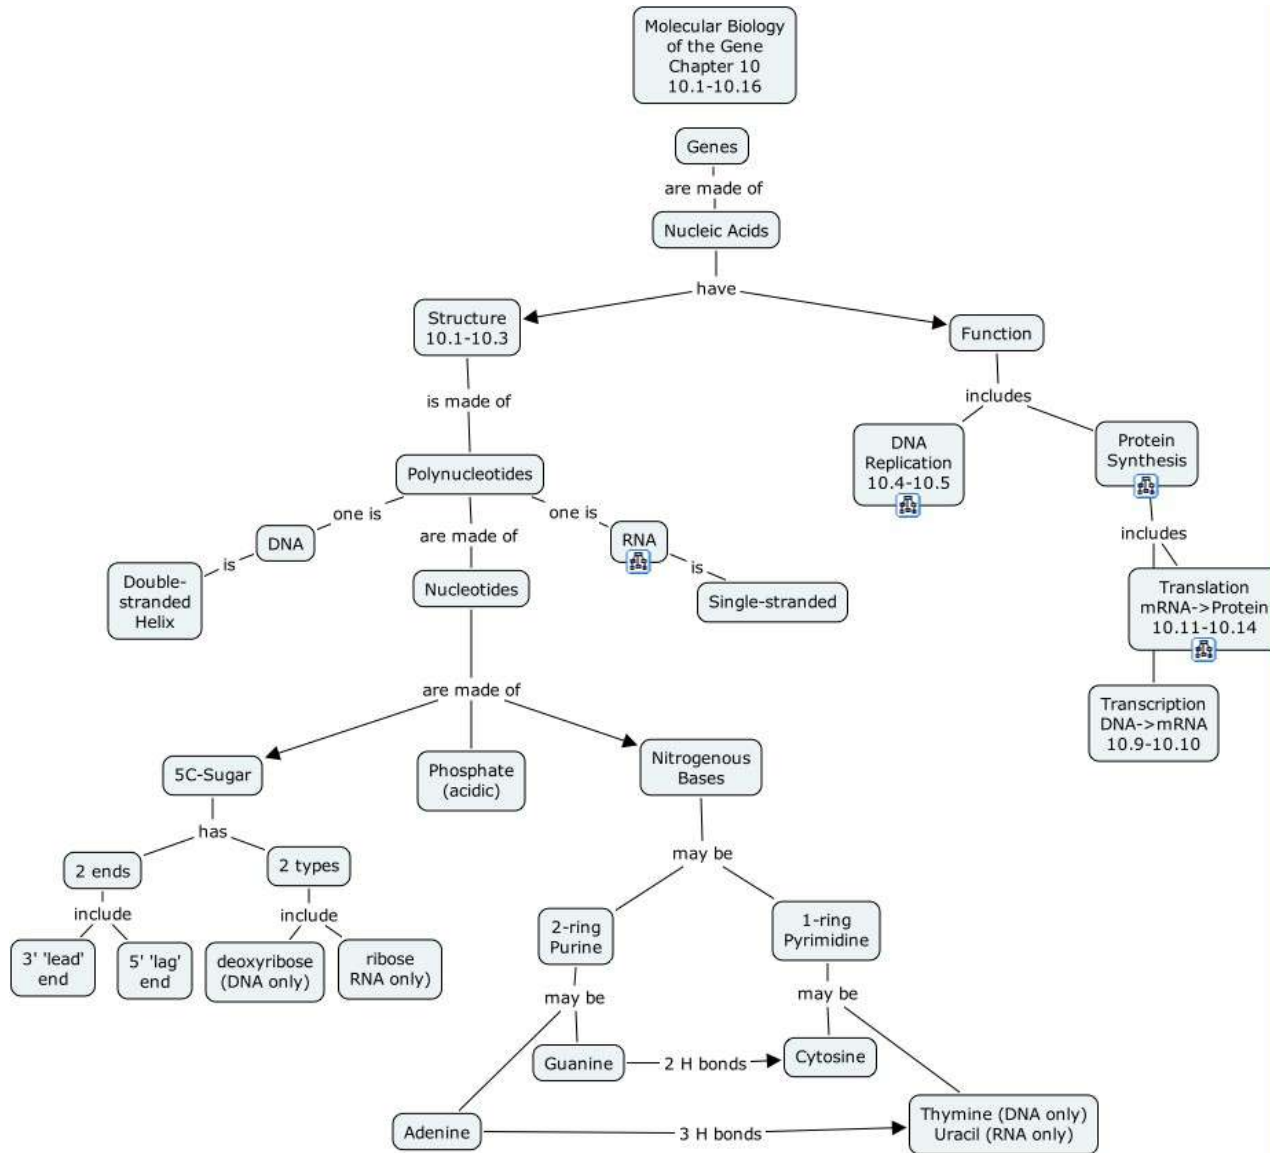 Molecular Biology
of the Gene
Chapter 10
10.1-10.16
Genes
are made of
Nucleic Acids
have
Structure
10.1-10.3
Function
is made of
includes
Polynucleotides
DNA
Replication
10.4-10.5
Protein
Synthesis
one is
DNA
is
Double-
stranded
Helix
are made of
Nucleotides
one is
RNA
is
Single-stranded
includes
Translation
mRNA->Protein
10.11-10.14
Transcription
DNA->mRNA
10.9-10.10
are made of
5C-Sugar
Phosphate
(acidic)
Nitrogenous
Bases
has
2 ends
2 types
include
include
3' 'lead'
end
5' 'lag'
end
deoxyribose
(DNA only)
ribose
RNA only)
may be
2-ring
Purine
1-ring
Pyrimidine
may be
may be
Guanine
2 H bonds
Cytosine
Adenine
3 H bonds
Thymine (DNA only)
Uracil (RNA only)